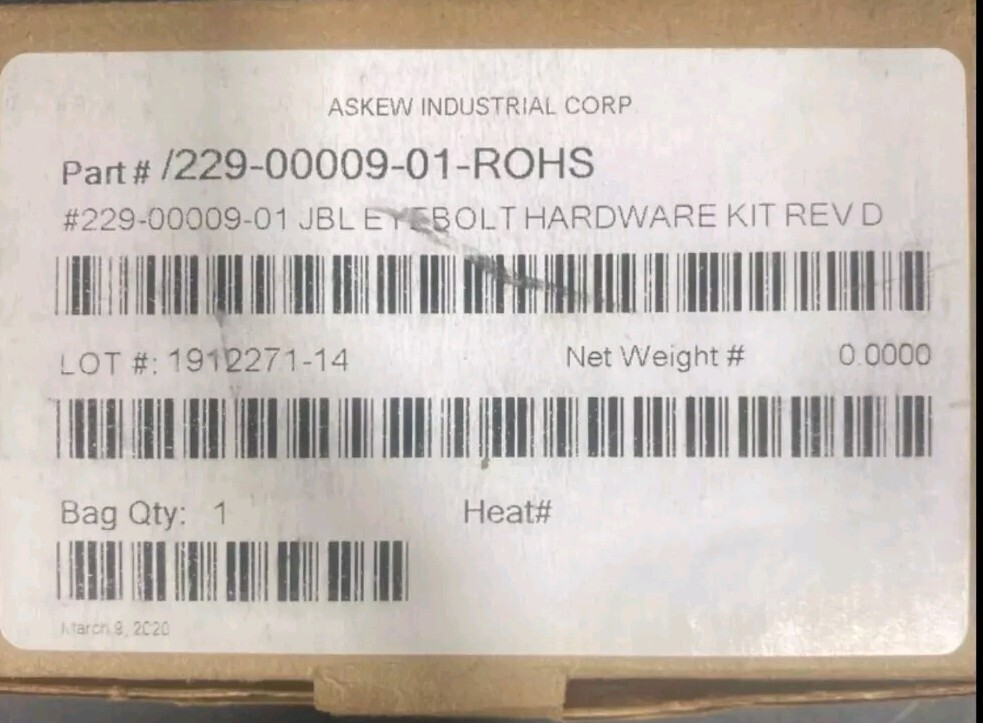 ASKEW INDUSTRIAL CORP
Part # /229-00009-01-ROHS
#229-00009-01 JBL EYEBOLT HARDWARE KIT REV D
LOT #: 1912271-14 Net Weight # 0.0000
Bag Qty: 1 Heat#
March 9, 2020